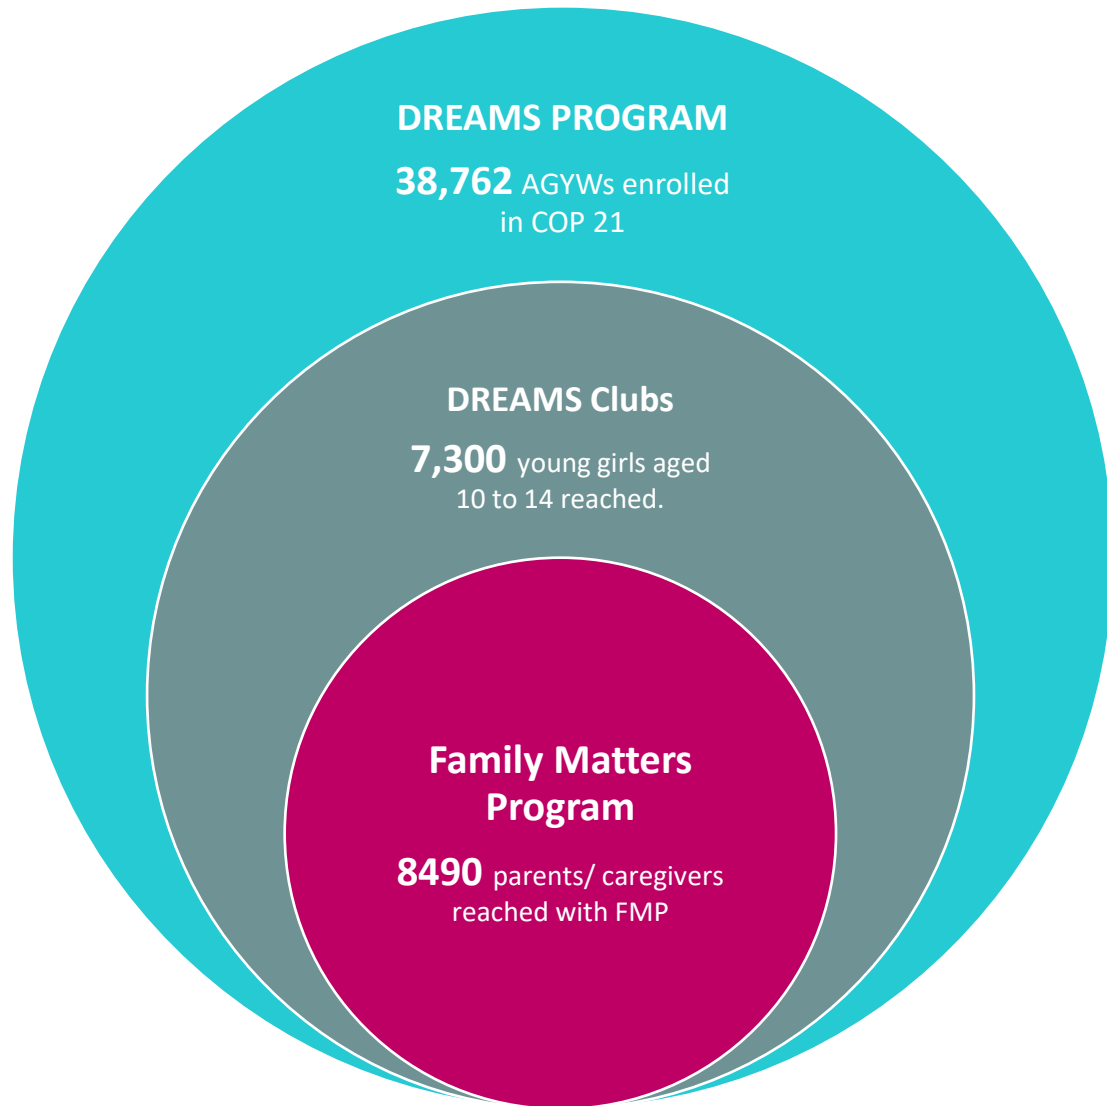 DREAMS PROGRAM
38,762 AGYWs enrolled
in COP 21
DREAMS Clubs
7,300 young girls aged
10 to 14 reached.
Family Matters
Program
8490 parents/ caregivers
reached with FMP